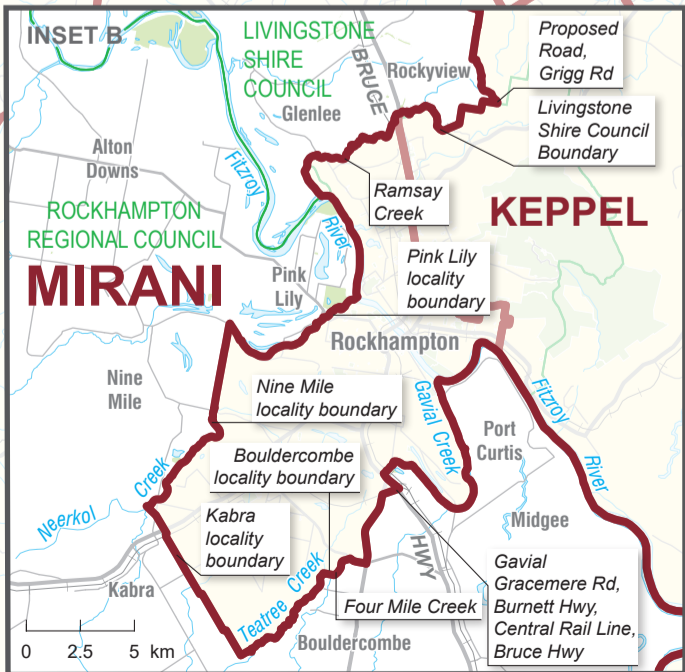 INSET B
LIVINGSTONE
SHIRE
COUNCIL
BRUCE
Rockyview
Proposed
Road,
Grigg Rd
Glenlee
Livingstone
Shire Council
Boundary
Alton
Downs
Fitzroy
Ramsay
Creek
KEPPEL
ROCKHAMPTON
REGIONAL COUNCIL
River
MIRANI
Pink
Lily
Pink Lily
locality
boundary
Rockhampton
Nine
Mile
Nine Mile
locality boundary
Gavial Creek
Fitzroy
River
Port
Curtis
Bouldercombe
locality boundary
Neerkol Creek
Kabra
locality
boundary
Midgee
HWY
Kabra
Teatree Creek
Four Mile Creek
Gavial
Gracemere Rd,
Burnett Hwy,
Central Rail Line,
Bruce Hwy
Bouldercombe
0 2.5 5 km